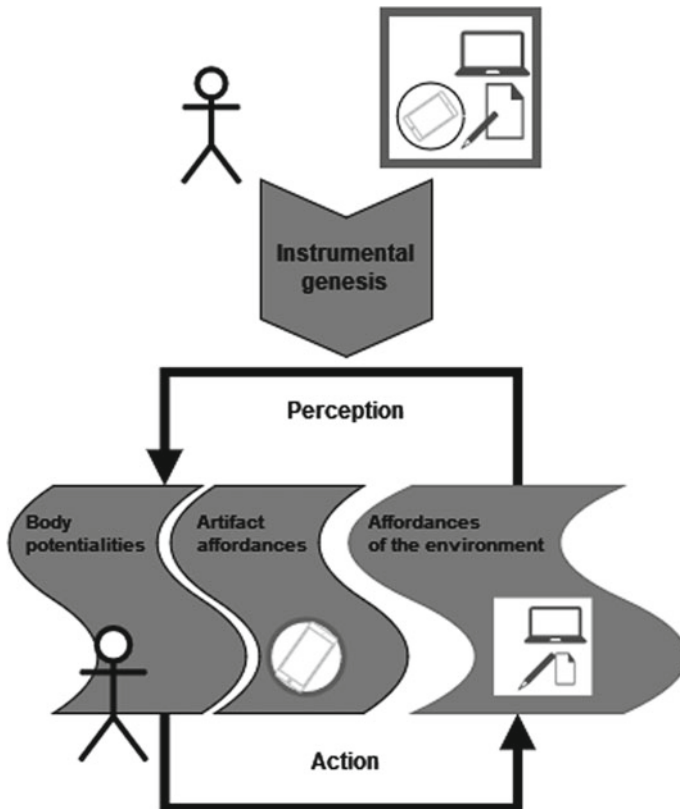 Instrumental
genesis
Perception
Body
potentialities
Artifact
affordances
Affordances
of the environment
Action